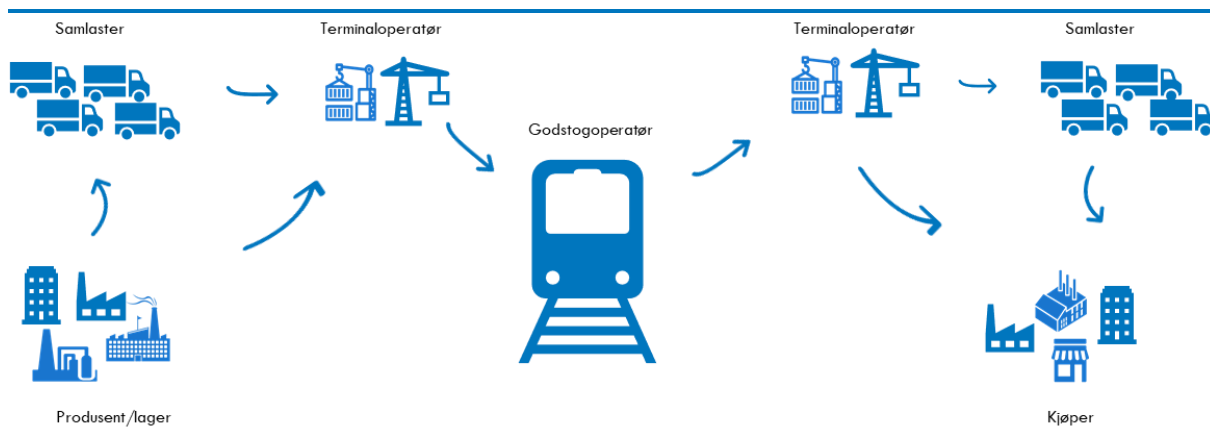 Samlaster
Terminaloperatør
Terminaloperatør
Samlaster
Godstogoperatør
Produsent/lager
Kjøper